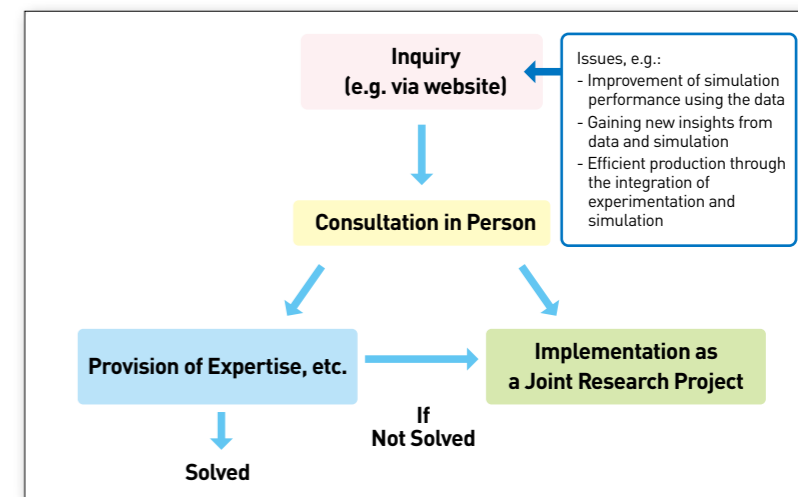 Inquiry
(e.g. via website)
Issues, e.g.:
- Improvement of simulation
performance using the data
- Gaining new insights from
data and simulation
- Efficient production through
the integration of
experimentation and
simulation
Consultation in Person
Provision of Expertise, etc.
Implementation as
a Joint Research Project
If
Not Solved
Solved